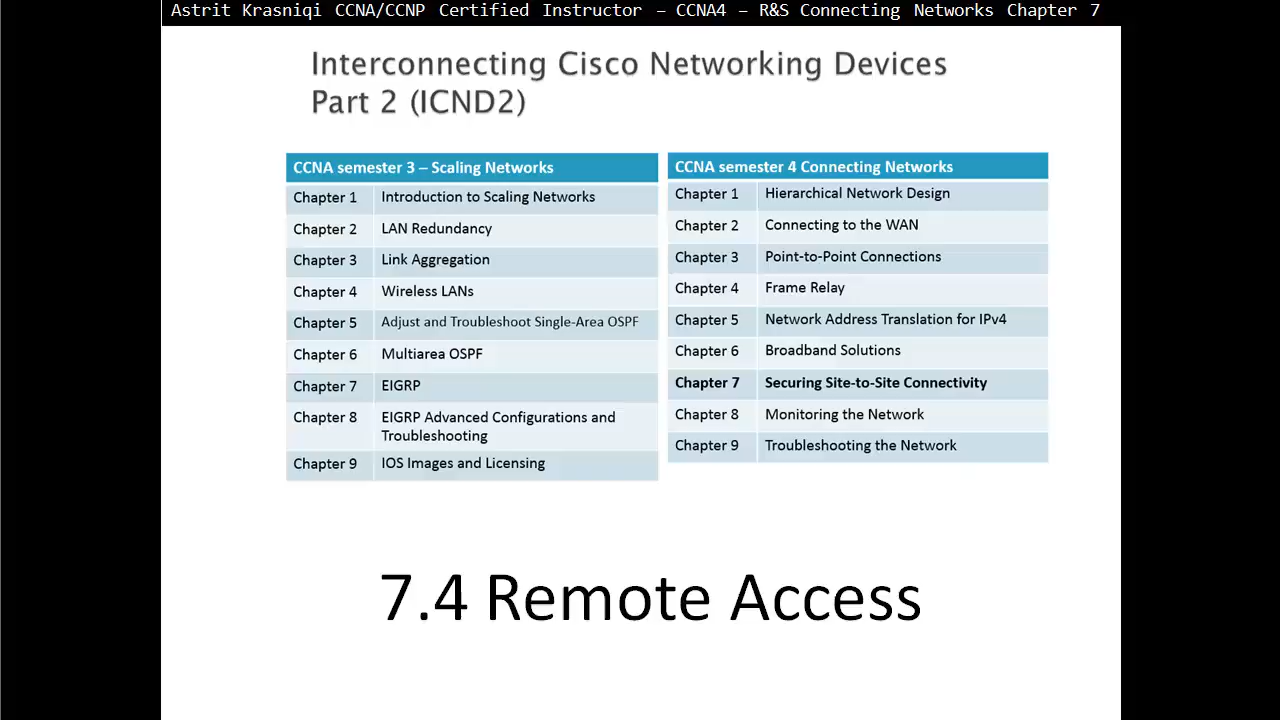 Astrit Krasniqi CCNA/CCNP Certified Instructor – CCNA4 – R&S Connecting Networks Chapter 7
Interconnecting Cisco Networking Devices
Part 2 (ICND2)
CCNA semester 3 – Scaling Networks
Chapter 1 Introduction to Scaling Networks
Chapter 2 LAN Redundancy
Chapter 3 Link Aggregation
Chapter 4 Wireless LANs
Chapter 5 Adjust and Troubleshoot Single-Area OSPF
Chapter 6 Multiarea OSPF
Chapter 7 EIGRP
Chapter 8 EIGRP Advanced Configurations and
Troubleshooting
Chapter 9 IOS Images and Licensing
CCNA semester 4 Connecting Networks
Chapter 1 Hierarchical Network Design
Chapter 2 Connecting to the WAN
Chapter 3 Point-to-Point Connections
Chapter 4 Frame Relay
Chapter 5 Network Address Translation for IPv4
Chapter 6 Broadband Solutions
Chapter 7 Securing Site-to-Site Connectivity
Chapter 8 Monitoring the Network
Chapter 9 Troubleshooting the Network
7.4 Remote Access